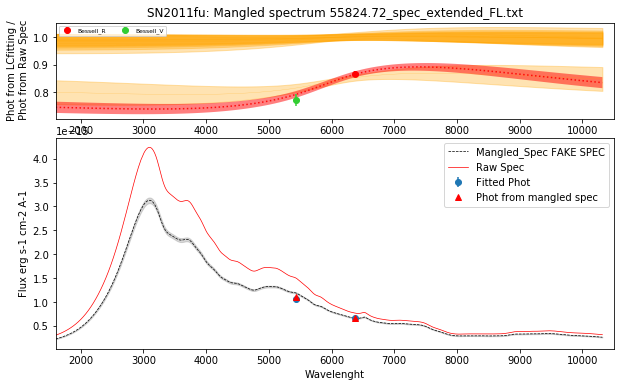 SN2011fu: Mangled spectrum 55824.72_spec_extended_FL.txt
Phot from LCfitting /
Phot from Raw Spec
1.0
0.9
0.8
Bessell_R
Bessell_V
2000 3000 4000 5000 6000 7000 8000 9000 10000
Flux erg s-1 cm-2 A-1
4.0
3.5
3.0
2.5
2.0
1.5
1.0
0.5
Mangled_Spec FAKE SPEC
Raw Spec
Fitted Phot
Phot from mangled spec
2000 3000 4000 5000 6000 7000 8000 9000 10000
Wavelenght